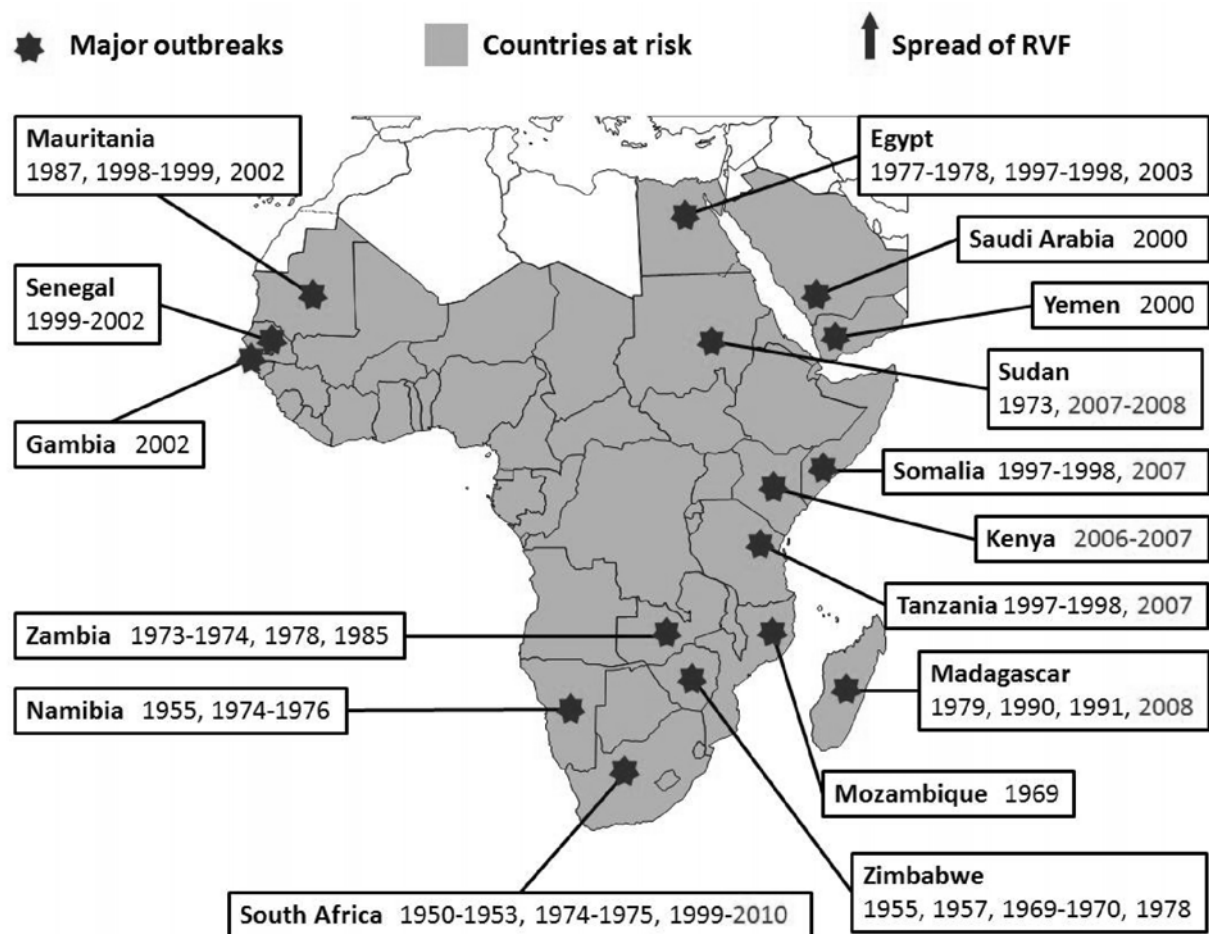 Major outbreaks
Countries at risk
Spread of RVF
Mauritania
1987, 1998-1999, 2002
Egypt
1977-1978, 1997-1998, 2003
Saudi Arabia 2000
Senegal
1999-2002
Yemen 2000
Sudan
1973, 2007-2008
Gambia 2002
Somalia 1997-1998, 2007
Kenya 2006-2007
Tanzania 1997-1998, 2007
Zambia 1973-1974, 1978, 1985
Madagascar
1979, 1990, 1991, 2008
Namibia 1955, 1974-1976
Mozambique 1969
Zimbabwe
1955, 1957, 1969-1970, 1978
South Africa 1950-1953, 1974-1975, 1999-2010